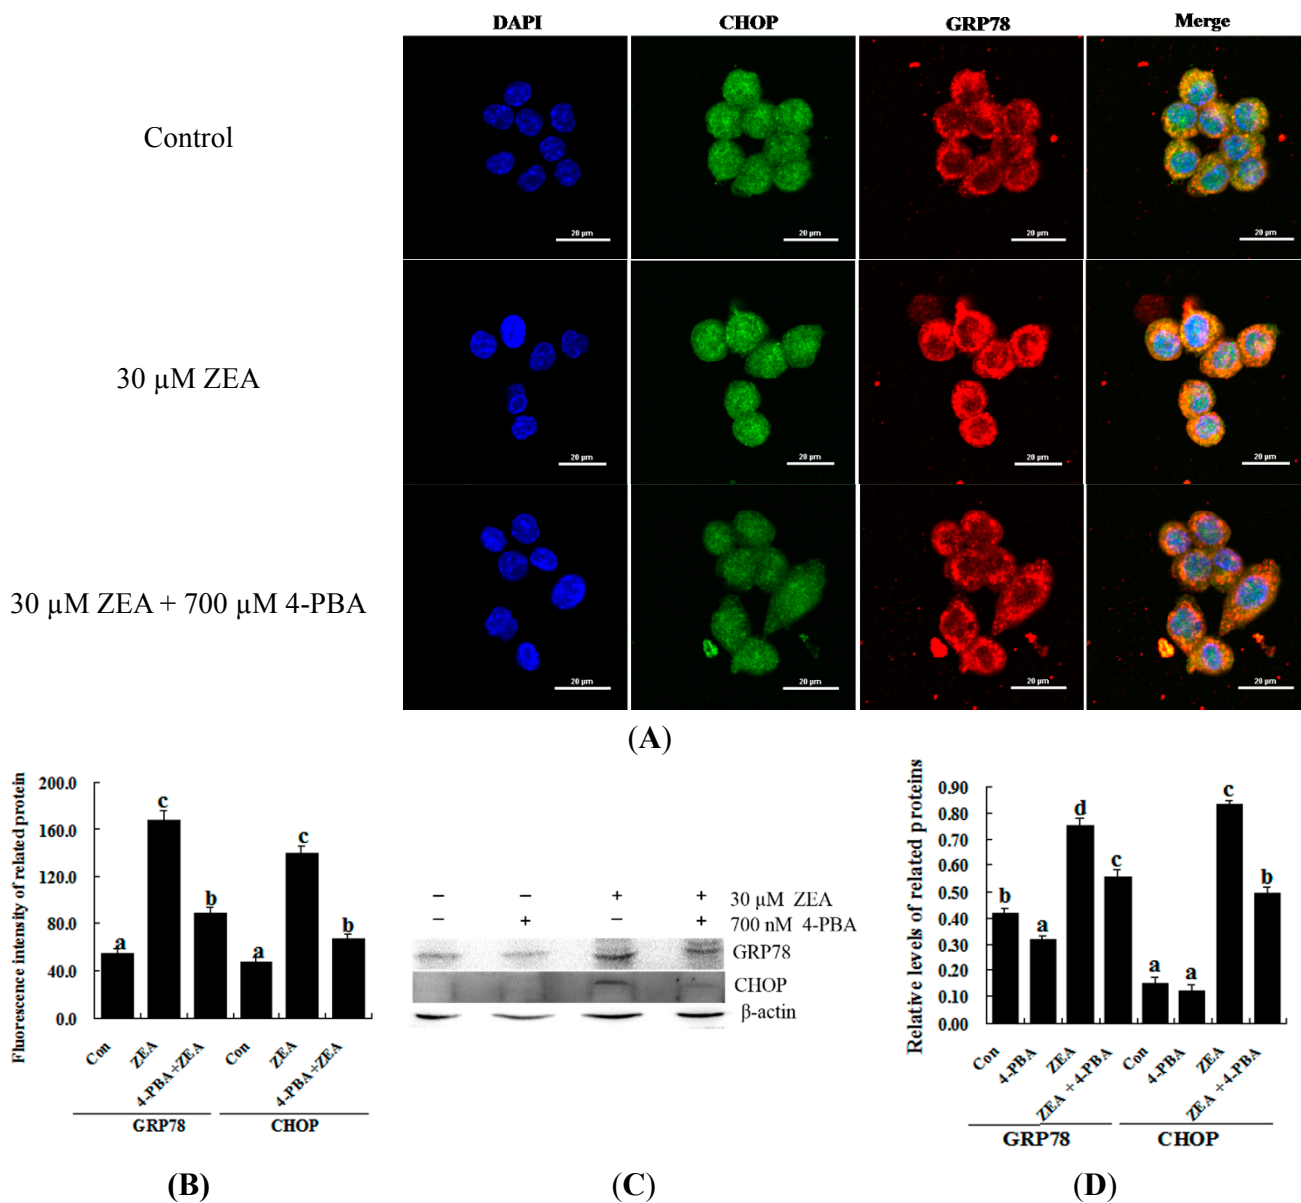 DAPI CHOP GRP78 Merge
Control
20 µm 20 µm 20 µm 20 µm
30 µM ZEA
20 µm 20 µm 20 µm 20 µm
30 µM ZEA + 700 µM 4-PBA
20 µm 20 µm 20 µm 20 µm
(A)
Fluorescence intensity of related protein
200.0
160.0
120.0
80.0
40.0
0.0
a c b a c b
Con ZEA 4-PBA+ZEA Con ZEA 4-PBA+ZEA
GRP78 CHOP
(B)
− − + + 30 µM ZEA
− + − + 700 nM 4-PBA
GRP78
CHOP
β-actin
(C)
Relative levels of related proteins
0.90
0.80
0.70
0.60
0.50
0.40
0.30
0.20
0.10
0.00
b a d c a a c b
Con 4-PBA ZEA ZEA + 4-PBA Con 4-PBA ZEA ZEA + 4-PBA
GRP78 CHOP
(D)